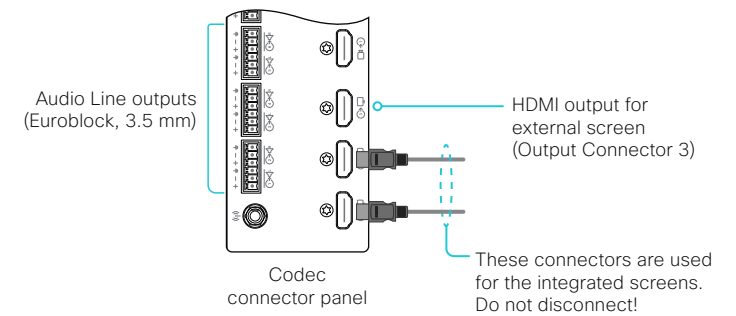 Audio Line outputs
(Euroblock, 3.5 mm)
HDMI output for
external screen
(Output Connector 3)
These connectors are used
for the integrated screens.
Do not disconnect!
Codec
connector panel